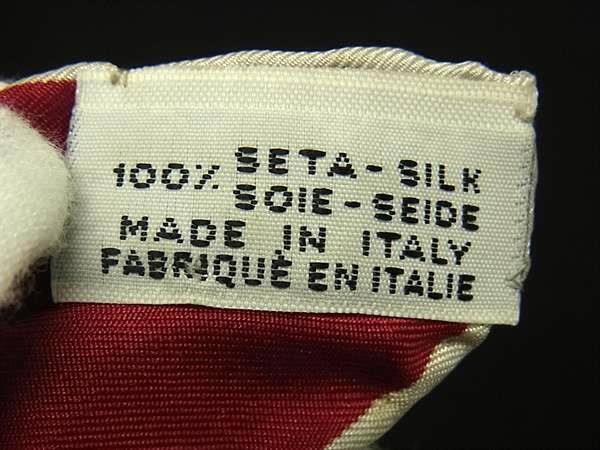 100% SETA-SILK
SOIE-SEIDE
MADE IN ITALY
FABRIQUÉ EN ITALIE